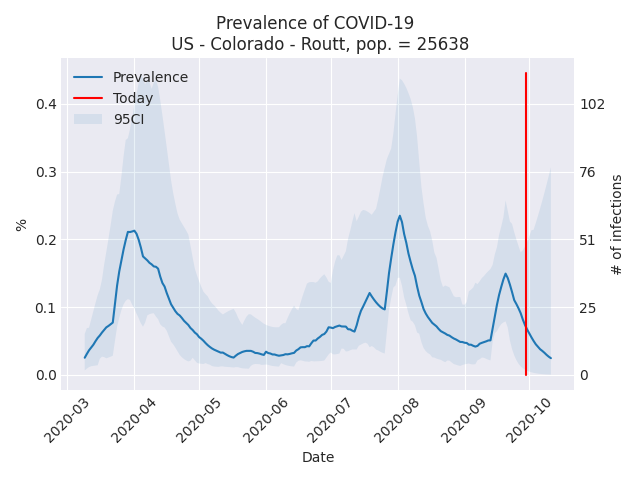 Prevalence of COVID-19
US - Colorado - Routt, pop. = 25638
Prevalence
Today
95CI
0.4
0.3
0.2
0.1
0.0
%
102
76
51
25
0
# of infections
2020-03
2020-04
2020-05
2020-06
2020-07
2020-08
2020-09
2020-10
Date